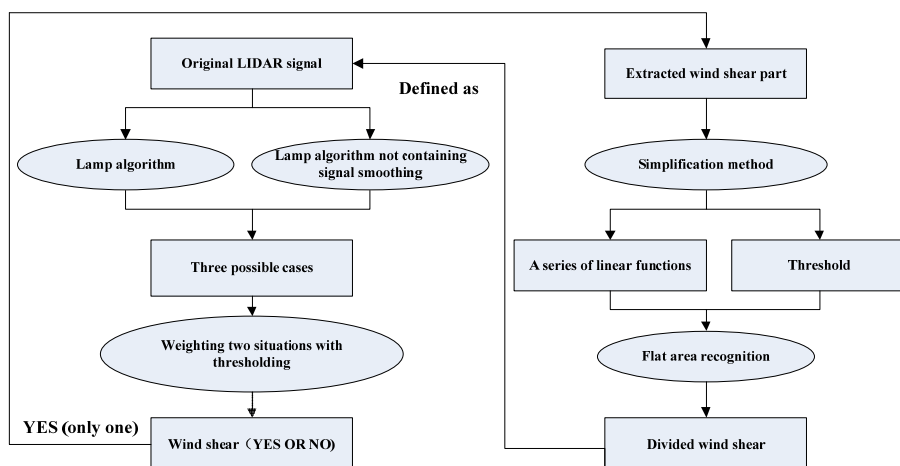 Original LIDAR signal
Defined as
Extracted wind shear part
Lamp algorithm
Lamp algorithm not containing
signal smoothing
Simplification method
Three possible cases
A series of linear functions
Threshold
Weighting two situations with
thresholding
Flat area recognition
YES (only one)
Wind shear（YES OR NO)
Divided wind shear